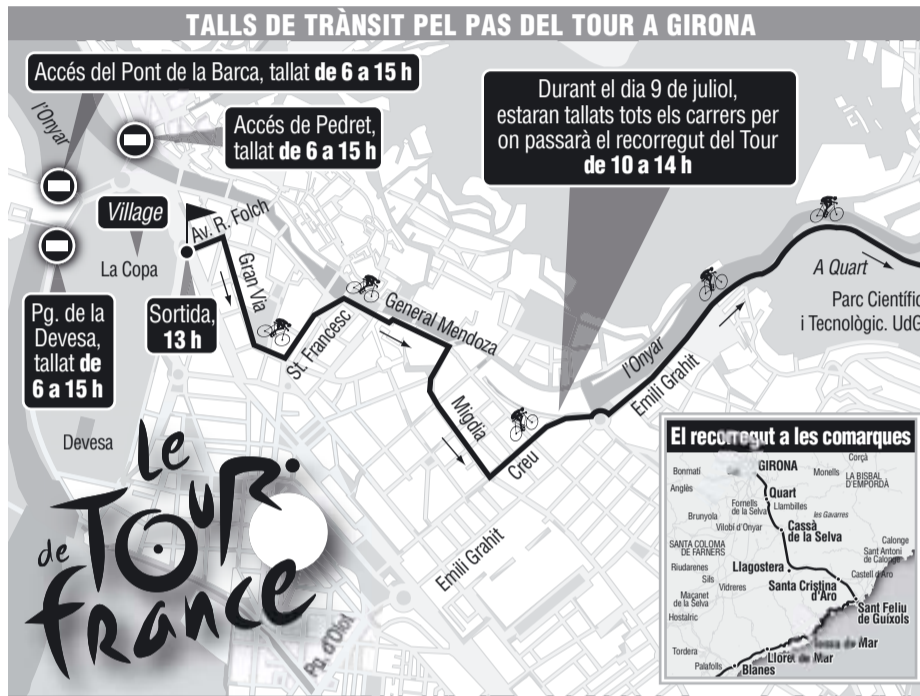 TALLS DE TRÀNSIT PEL PAS DEL TOUR A GIRONA
Accés del Pont de la Barca, tallat de 6 a 15 h
Durant el dia 9 de juliol,
estaran tallats tots els carrers per
on passarà el recorregut del Tour
de 10 a 14 h
l'Onyar
Accés de Pedret,
tallat de 6 a 15 h
Village
Av. R. Folch
La Copa
Gran Via
A Quart
Parc Científic
i Tecnològic. UdG
Pg. de la
Devesa,
tallat de
6 a 15 h
Sortida,
13 h
St. Francesc
General Mendoza
l'Onyar
Emili Grahit
Migdia
Creu
Devesa
Le
TOUR
de
france
Emili Grahit
Pg. d'Olot
El recorregut a les comarques
Bonmatí
GIRONA
Corçà
Monells
LA BISBAL
D'EMPORDÀ
Anglès
Quart
Fornells
de la Selva
Llambilles
les Gavarres
Brunyola
Vilobí d'Onyar
Cassà
de la Selva
SANTA COLOMA
DE FARNERS
Calonge
Sant Antoni
de Calonge
Riudarenes
Llagostera
Castell d'Aro
Sils
Vidreres
Santa Cristina
d'Aro
Maçanet
de la Selva
Sant Feliu
de Guíxols
Hostalric
de Mar
Tordera
Lloret de Mar
Palafolls
Blanes